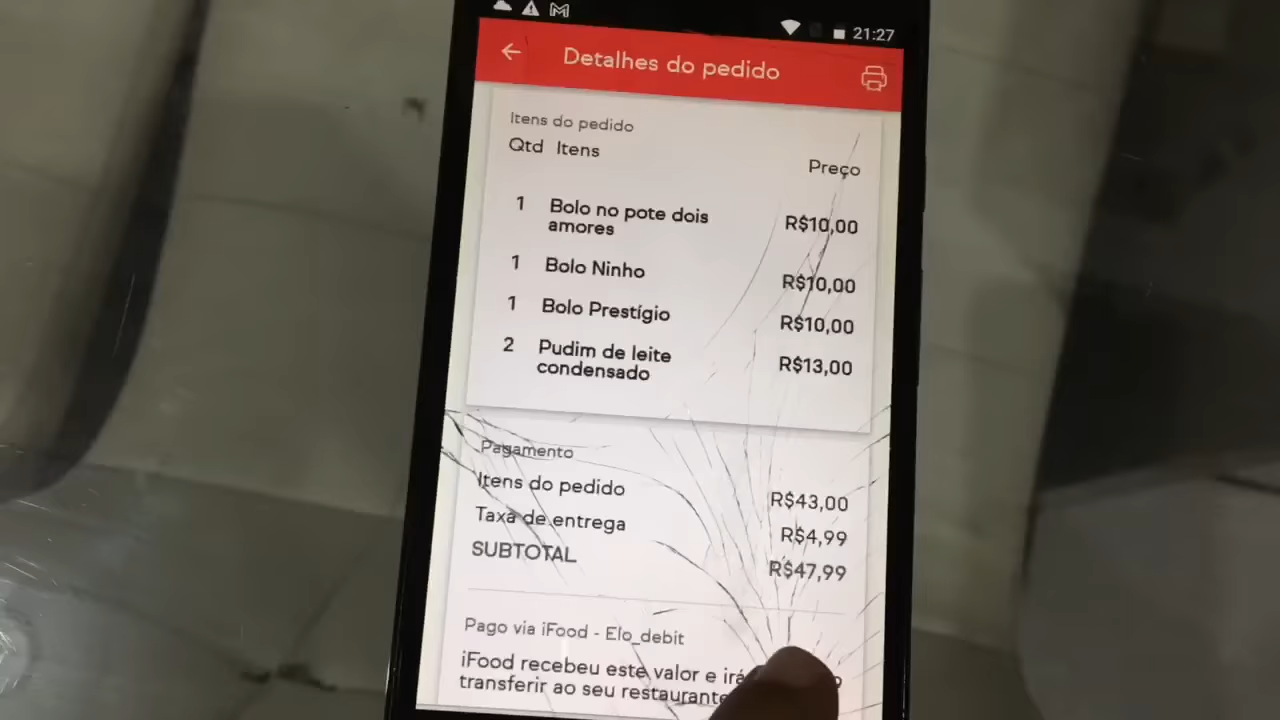 21:27
Detalhes do pedido
Itens do pedido
Qtd Itens Preço
1 Bolo no pote dois amores R$10,00
1 Bolo Ninho R$10,00
1 Bolo Prestígio R$10,00
2 Pudim de leite condensado R$13,00
Pagamento
Itens do pedido R$43,00
Taxa de entrega R$4,99
SUBTOTAL R$47,99
Pago via iFood - Elo_debit
iFood recebeu este valor e irá
transferir ao seu restaurante